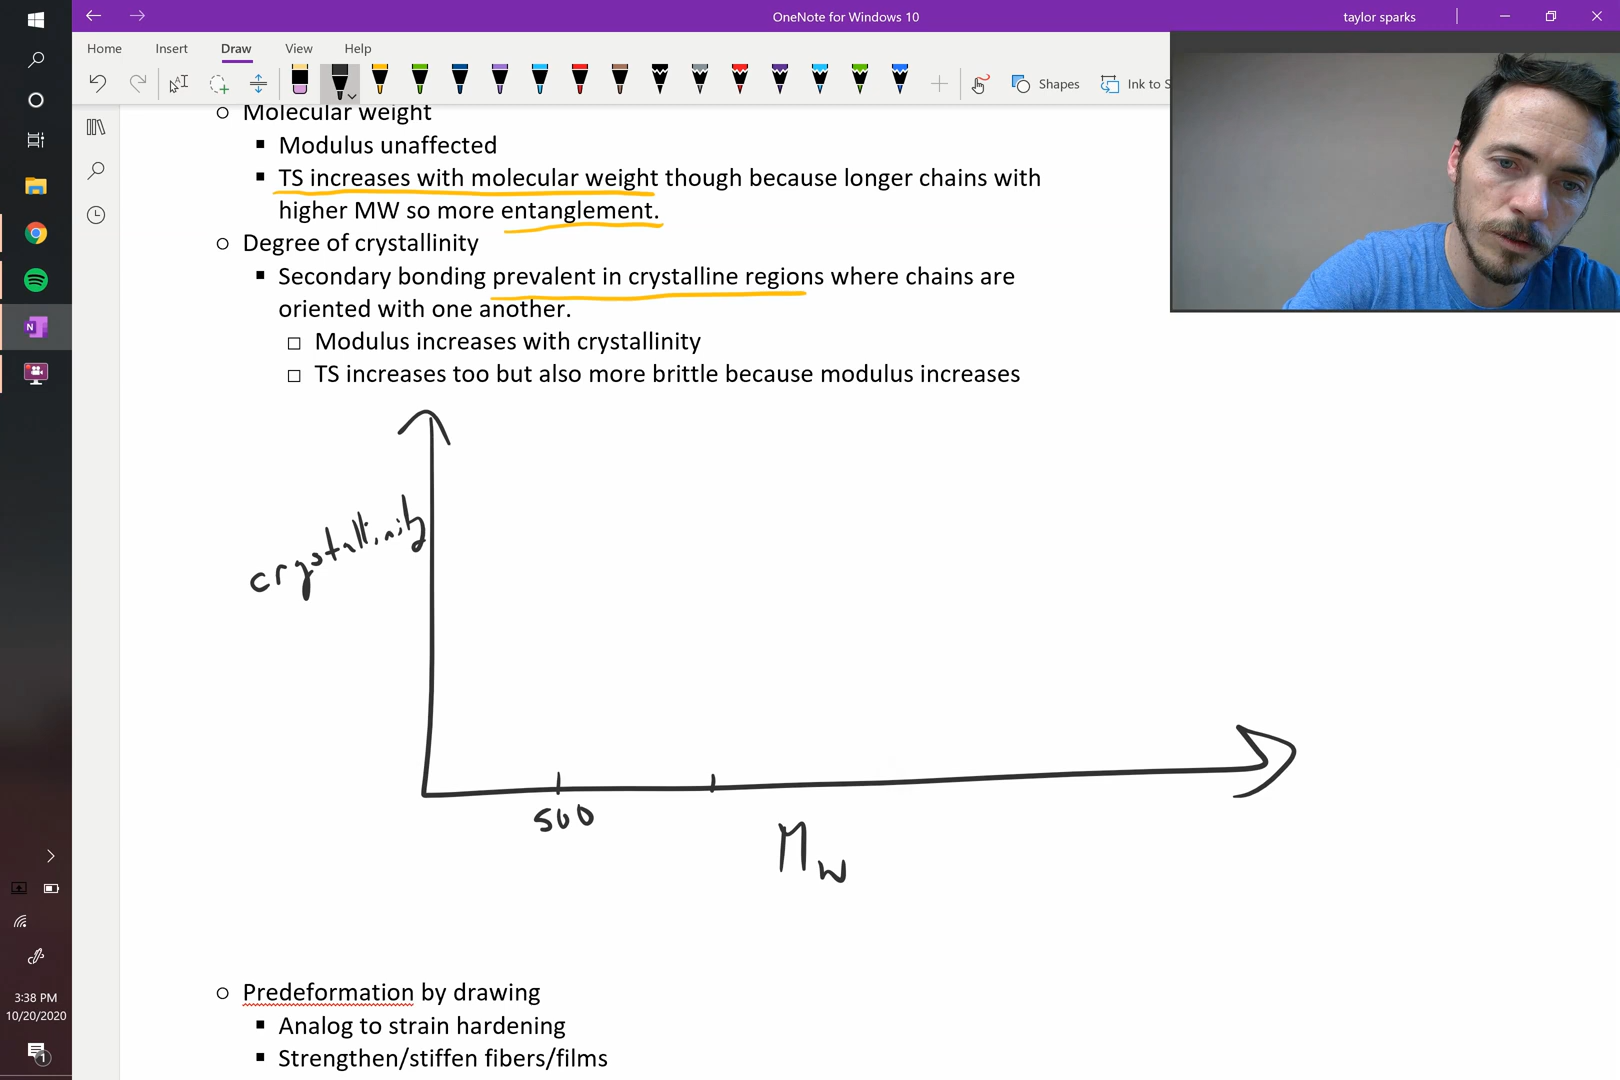 OneNote for Windows 10
taylor sparks
Home Insert Draw View Help
Shapes
Ink to S
Molecular weight
Modulus unaffected
TS increases with molecular weight though because longer chains with
higher MW so more entanglement.
Degree of crystallinity
Secondary bonding prevalent in crystalline regions where chains are
oriented with one another.
Modulus increases with crystallinity
TS increases too but also more brittle because modulus increases
crystallinity
500
Mw
Predeformation by drawing
Analog to strain hardening
Strengthen/stiffen fibers/films
3:38 PM
10/20/2020
1